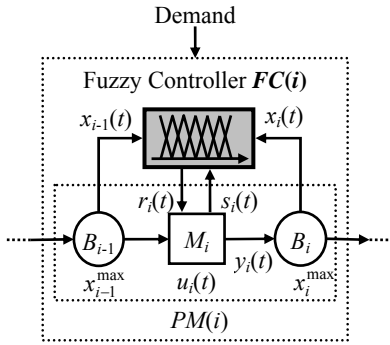 Demand
Fuzzy Controller FC(i)
x_{i-1}(t) x_i(t)
r_i(t) s_i(t)
B_{i-1} M_i B_i
y_i(t)
x_{i-1}^{max} u_i(t) x_i^{max}
PM(i)